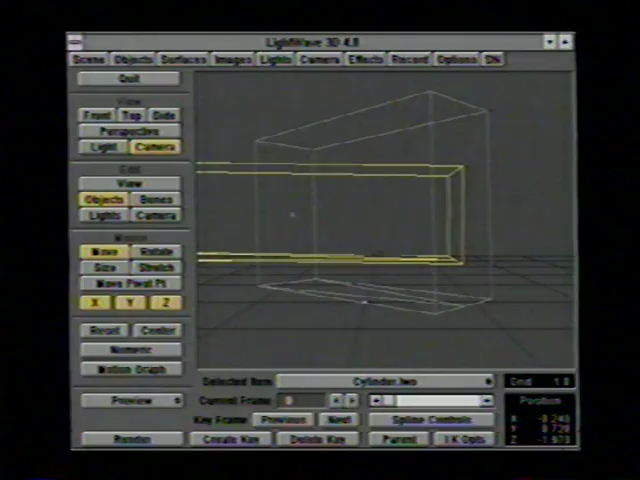 LightWave 3D 4.0
Scene Objects Surfaces Images Lights Camera Effects Record Options
Quit
View
Front Top Side
Perspective
Light Camera
Edit
View
Objects Bones
Lights Camera
Mouse
Move Rotate
Size Stretch
Move Pivot Pt
X Y Z
Reset Center
Numeric
Motion Graph
Selected Item Cylinder.lwo Grid 1.0
Preview Current Frame 0 Position
Key Frame Previous Next Spline Controls
Render Create Key Delete Key Parent IK Opts
X
Y
Z